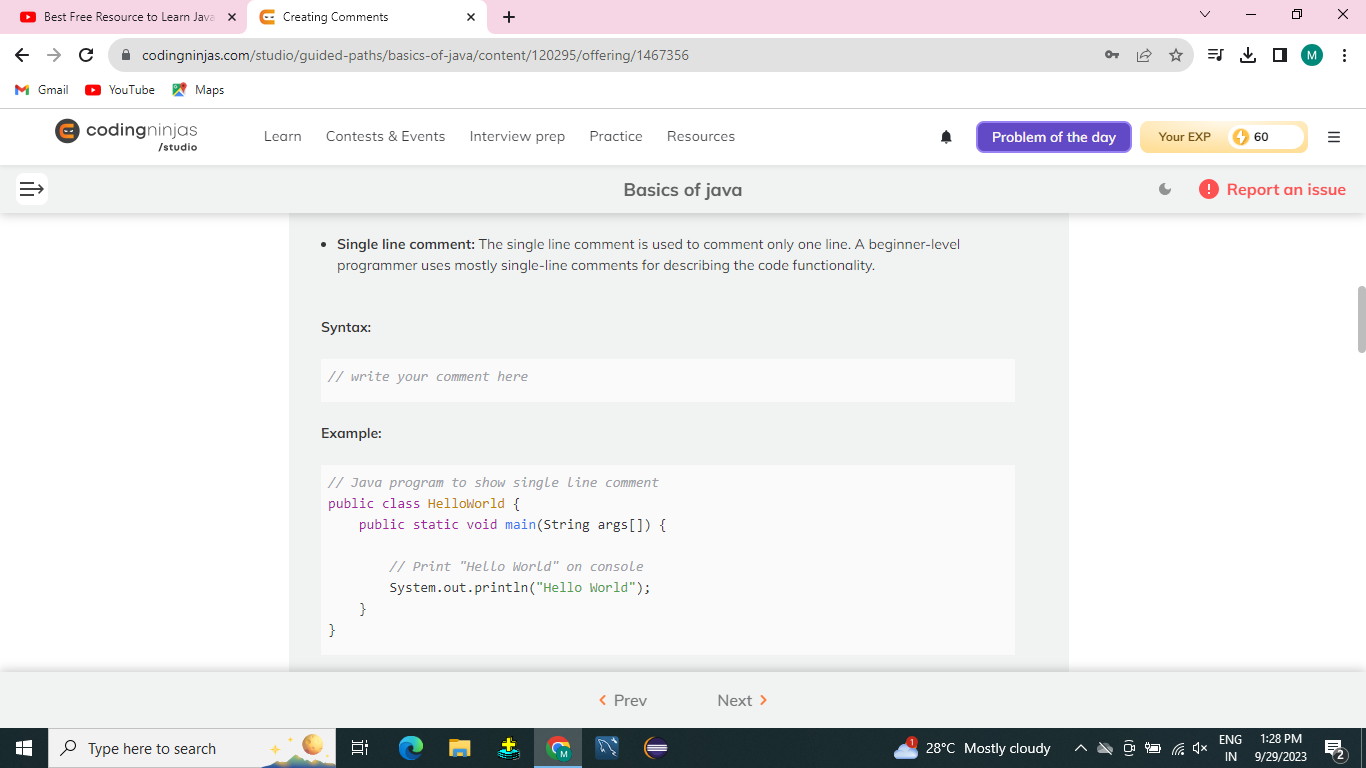 Best Free Resource to Learn Java
Creating Comments
codingninjas.com/studio/guided-paths/basics-of-java/content/120295/offering/1467356
M
Gmail
YouTube
Maps
codingninjas
/studio
Learn
Contests & Events
Interview prep
Practice
Resources
Problem of the day
Your EXP
60
Basics of java
Report an issue
• Single line comment: The single line comment is used to comment only one line. A beginner-level
programmer uses mostly single-line comments for describing the code functionality.
Syntax:
// write your comment here
Example:
// Java program to show single line comment
public class HelloWorld {
    public static void main(String args[]) {
        // Print "Hello World" on console
        System.out.println("Hello World");
    }
}
Prev
Next
Type here to search
M
1
28°C Mostly cloudy
ENG
IN
1:28 PM
9/29/2023
2